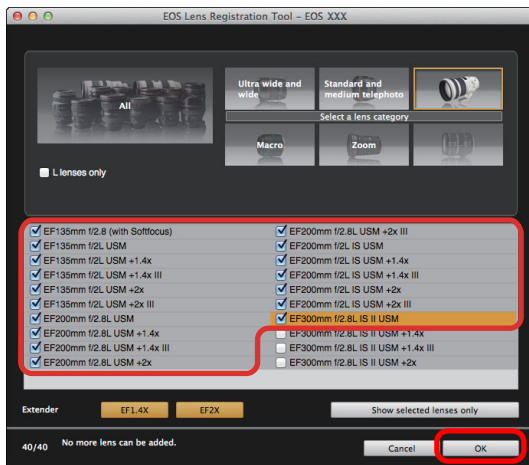 EOS Lens Registration Tool – EOS XXX
All
Ultra wide and wide
Standard and medium telephoto
Select a lens category
Macro
Zoom
L lenses only
EF135mm f/2.8 (with Softfocus)
EF135mm f/2L USM
EF135mm f/2L USM +1.4x
EF135mm f/2L USM +1.4x III
EF135mm f/2L USM +2x
EF135mm f/2L USM +2x III
EF200mm f/2.8L USM
EF200mm f/2.8L USM +1.4x
EF200mm f/2.8L USM +1.4x III
EF200mm f/2.8L USM +2x
EF200mm f/2.8L USM +2x III
EF200mm f/2L IS USM
EF200mm f/2L IS USM +1.4x
EF200mm f/2L IS USM +1.4x III
EF200mm f/2L IS USM +2x
EF200mm f/2L IS USM +2x III
EF300mm f/2.8L IS II USM
EF300mm f/2.8L IS II USM +1.4x
EF300mm f/2.8L IS II USM +1.4x III
EF300mm f/2.8L IS II USM +2x
Extender
EF1.4X
EF2X
Show selected lenses only
40/40
No more lens can be added.
Cancel
OK